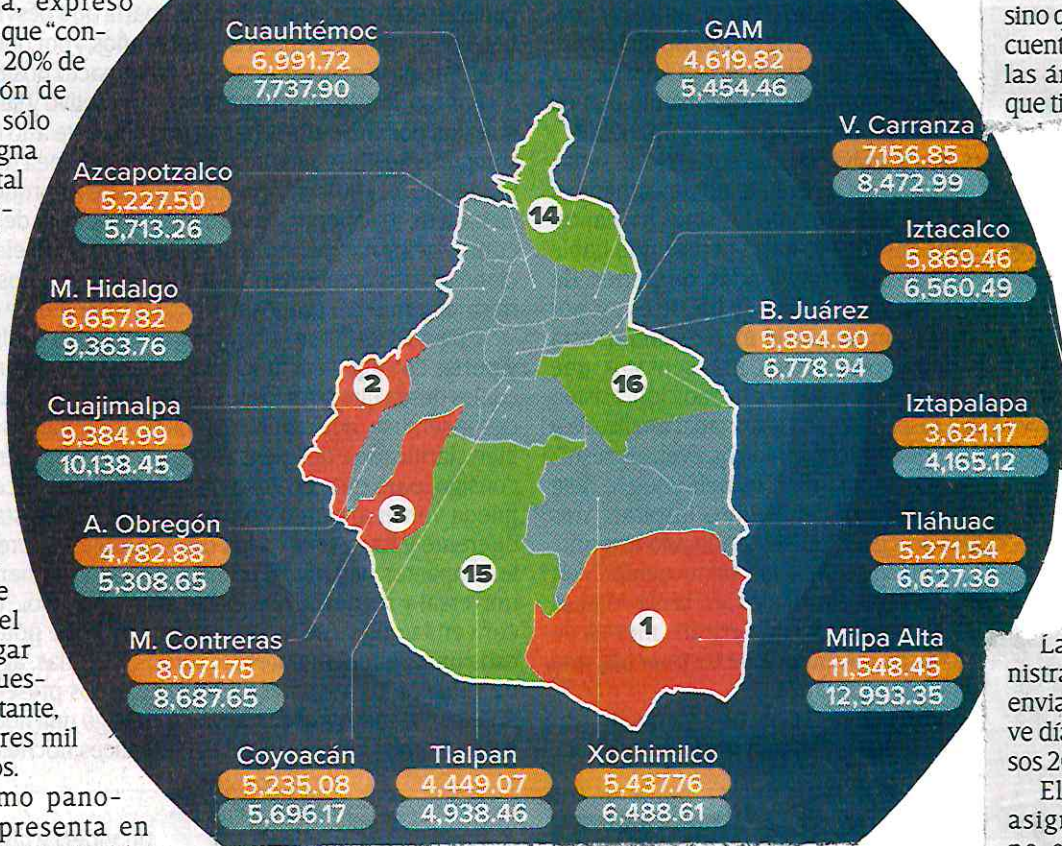 a, expresó
que “con-
20% de
ón de
sólo
gna
tal
-
e
el
gar
ues-
tante,
res mil
os.
mo pano-
presenta en
Cuauhtémoc
6,991.72
7,737.90
GAM
4,619.82
5,454.46
V. Carranza
7,156.85
8,472.99
Azcapotzalco
5,227.50
5,713.26
Iztacalco
5,869.46
6,560.49
M. Hidalgo
6,657.82
9,363.76
B. Juárez
5,894.90
6,778.94
Cuajimalpa
9,384.99
10,138.45
Iztapalapa
3,621.17
4,165.12
A. Obregón
4,782.88
5,308.65
Tláhuac
5,271.54
6,627.36
M. Contreras
8,071.75
8,687.65
Milpa Alta
11,548.45
12,993.35
Coyoacán
5,235.08
5,696.17
Tlalpan
4,449.07
4,938.46
Xochimilco
5,437.76
6,488.61
14
2
16
3
15
1
sino
cuent
las ár
que ti
La
nistra
envia
ve dí
sos 20
El
asig